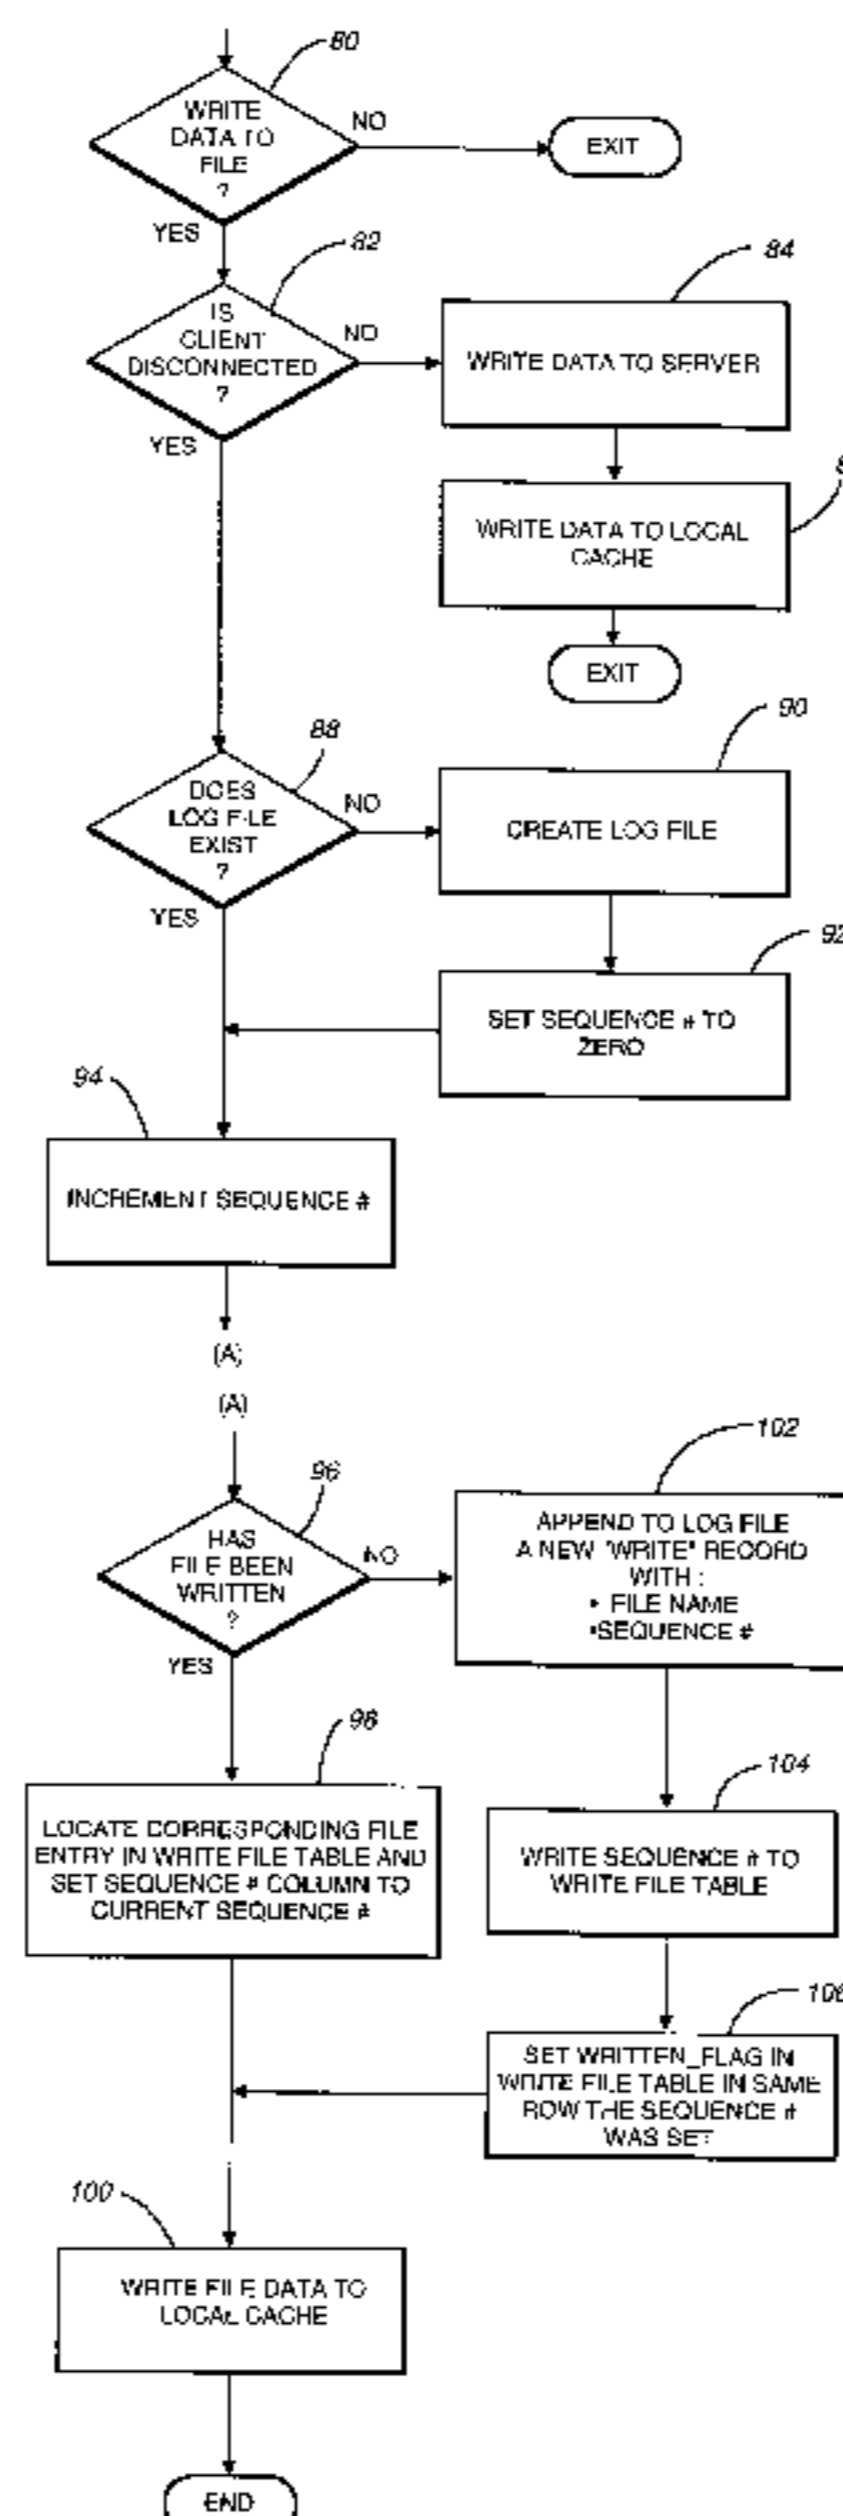 80
WRITE
DATA TO
FILE
?
NO
EXIT
YES
82
IS
CLIENT
DISCONNECTED
?
NO
84
WRITE DATA TO SERVER
YES
WRITE DATA TO LOCAL
CACHE
EXIT
88
DOES
LOG FILE
EXIST
?
NO
90
CREATE LOG FILE
YES
92
SET SEQUENCE # TO
ZERO
94
INCREMENT SEQUENCE #
(A)
(A)
96
HAS
FILE BEEN
WRITTEN
?
NO
102
APPEND TO LOG FILE
A NEW "WRITE" RECORD
WITH :
• FILE NAME
•SEQUENCE #
YES
98
LOCATE CORRESPONDING FILE
ENTRY IN WRITE FILE TABLE AND
SET SEQUENCE # COLUMN TO
CURRENT SEQUENCE #
104
WRITE SEQUENCE # TO
WRITE FILE TABLE
106
SET WRITTEN_FLAG IN
WRITE FILE TABLE IN SAME
ROW THE SEQUENCE #
WAS SET
100
WRITE FILE DATA TO
LOCAL CACHE
END